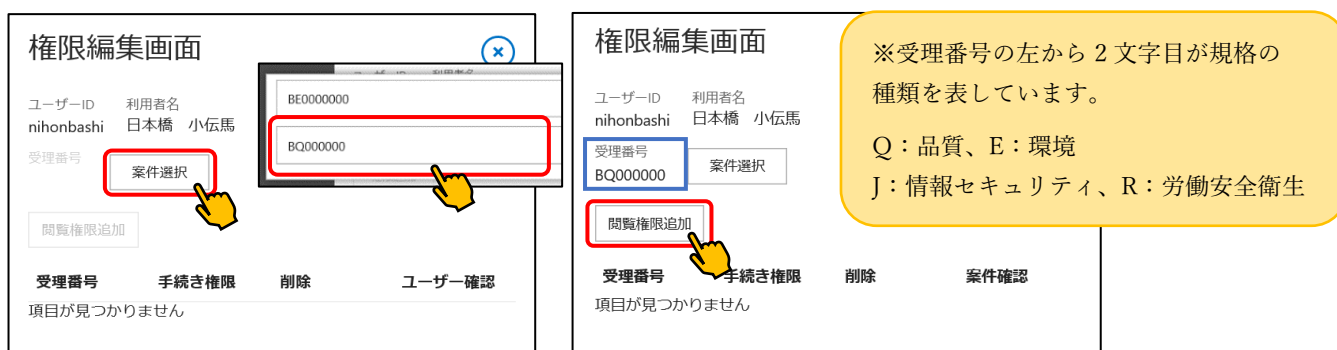 権限編集画面
ユーザーID 利用者名
nihonbashi 日本橋 小伝馬
受理番号
案件選択
閲覧権限追加
受理番号 手続き権限 削除 ユーザー確認
項目が見つかりません
BE0000000
BQ000000
権限編集画面
ユーザーID 利用者名
nihonbashi 日本橋 小伝馬
受理番号
BQ000000
案件選択
閲覧権限追加
受理番号 手続き権限 削除 案件確認
項目が見つかりません
※受理番号の左から 2 文字目が規格の
種類を表しています。
Q：品質、E：環境
J：情報セキュリティ、R：労働安全衛生